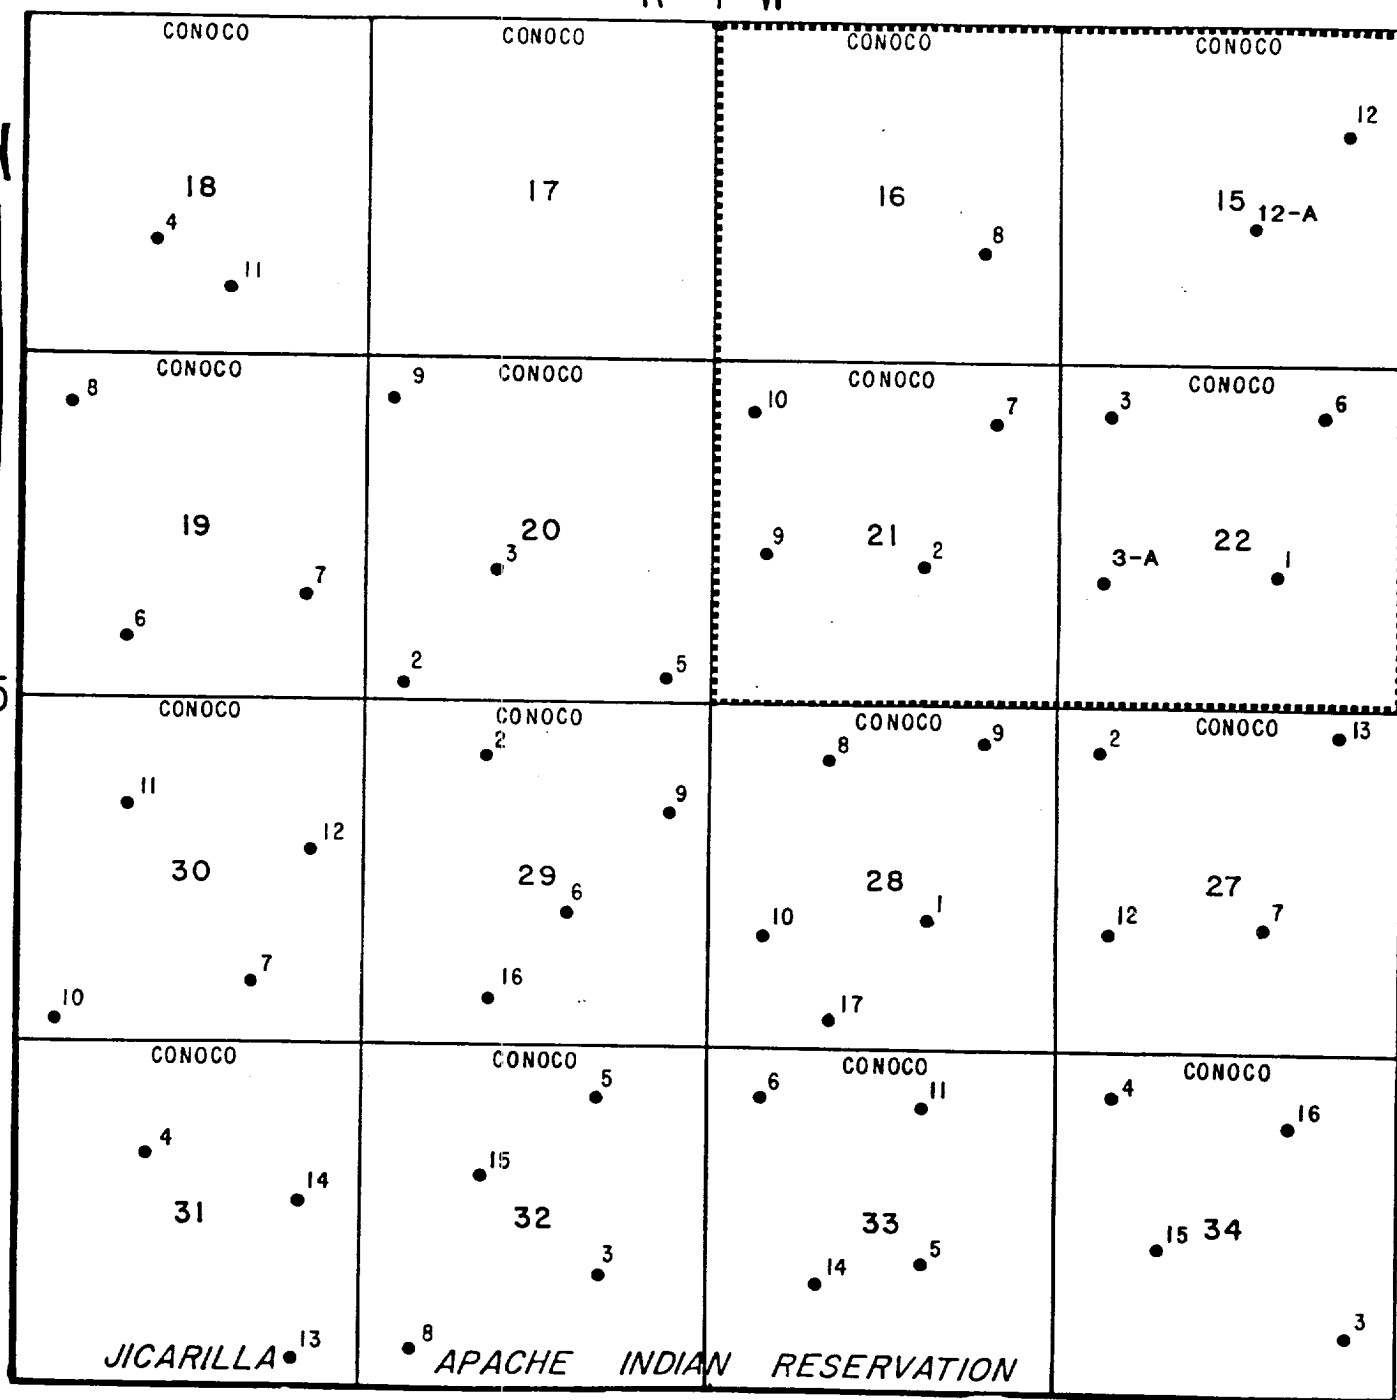 CONOCO CONOCO CONOCO CONOCO
12
18 17 16 15 12-A
4 8
11
CONOCO CONOCO CONOCO CONOCO
8 9 10 7 3 6
19 20 21 22
3 9 2 3-A 1
7
6
2 5
CONOCO CONOCO CONOCO CONOCO
2 8 9 2 13
11 9
12
30 29 28 27
6 10 1 12 7
7 16 17
10
CONOCO CONOCO CONOCO CONOCO
5 6 11 4 16
4 15
14
31 32 33 34
15
3 14 5
13 8 3
JICARILLA APACHE INDIAN RESERVATION